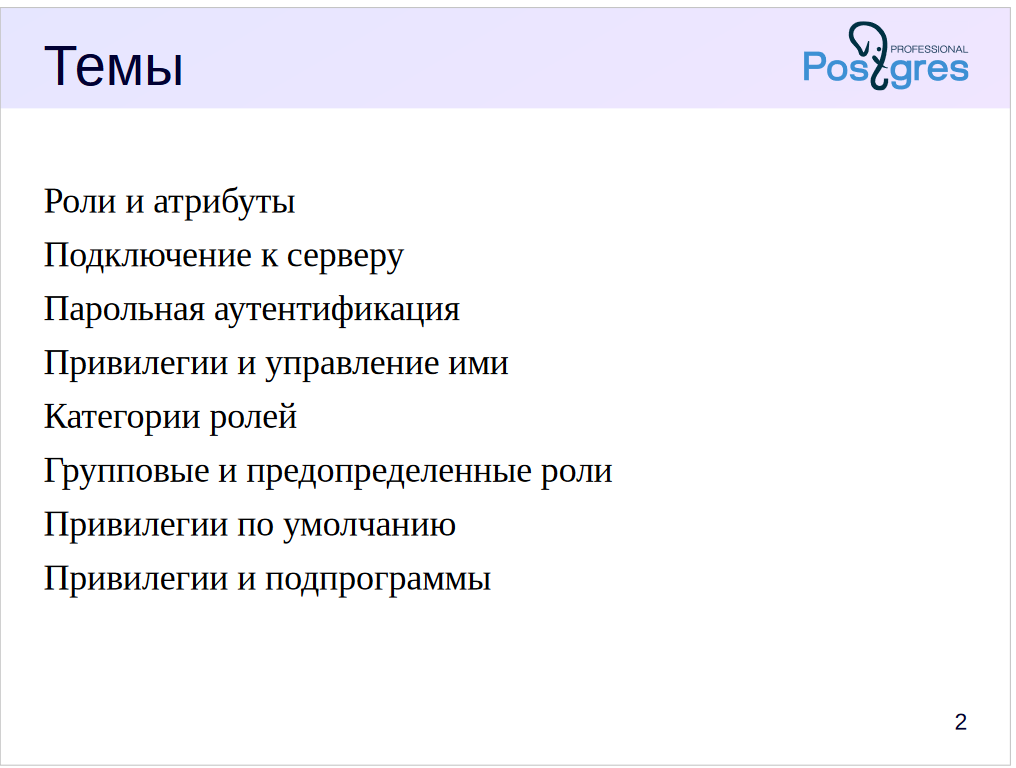 Темы
PROFESSIONAL
Postgres
Роли и атрибуты
Подключение к серверу
Парольная аутентификация
Привилегии и управление ими
Категории ролей
Групповые и предопределенные роли
Привилегии по умолчанию
Привилегии и подпрограммы
2